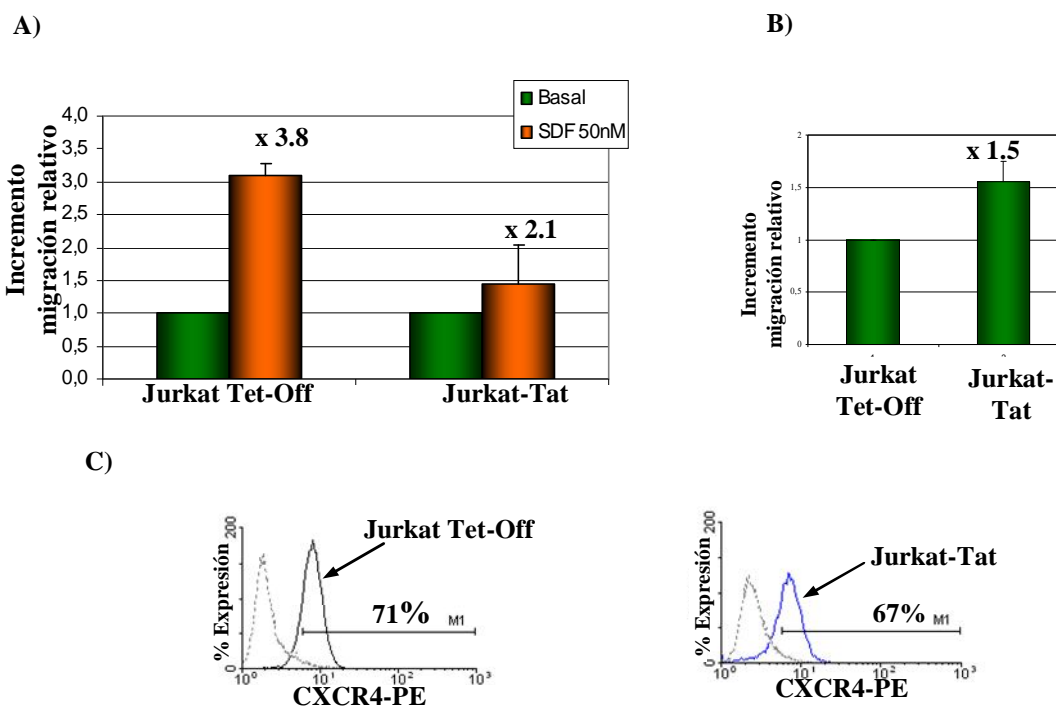 A)
B)
Incremento
migración relativo
4,0
3,5
3,0
2,5
2,0
1,5
1,0
0,5
0,0
x 3.8
x 2.1
Basal
SDF 50nM
Jurkat Tet-Off
Jurkat-Tat
Incremento
migración relativo
2
1,5
1
0,5
0
x 1.5
Jurkat
Tet-Off
Jurkat-
Tat
C)
% Expresión
200
0
Jurkat Tet-Off
71%
M1
10⁰ 10¹ 10² 10³
CXCR4-PE
% Expresión
200
0
Jurkat-Tat
67%
M1
10⁰ 10¹ 10² 10³
CXCR4-PE